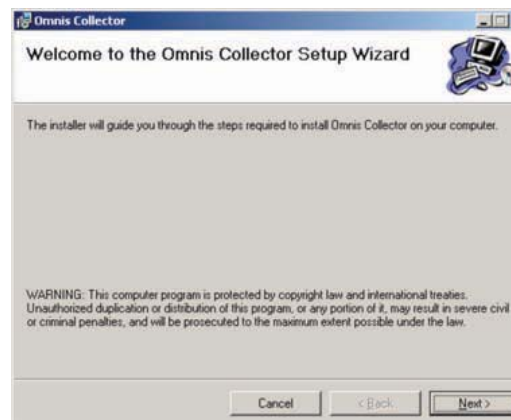 Omnis Collector
Welcome to the Omnis Collector Setup Wizard
The installer will guide you through the steps required to install Omnis Collector on your computer.
WARNING: This computer program is protected by copyright law and international treaties.
Unauthorized duplication or distribution of this program, or any portion of it, may result in severe civil
or criminal penalties, and will be prosecuted to the maximum extent possible under the law.
Cancel
< Back
Next >